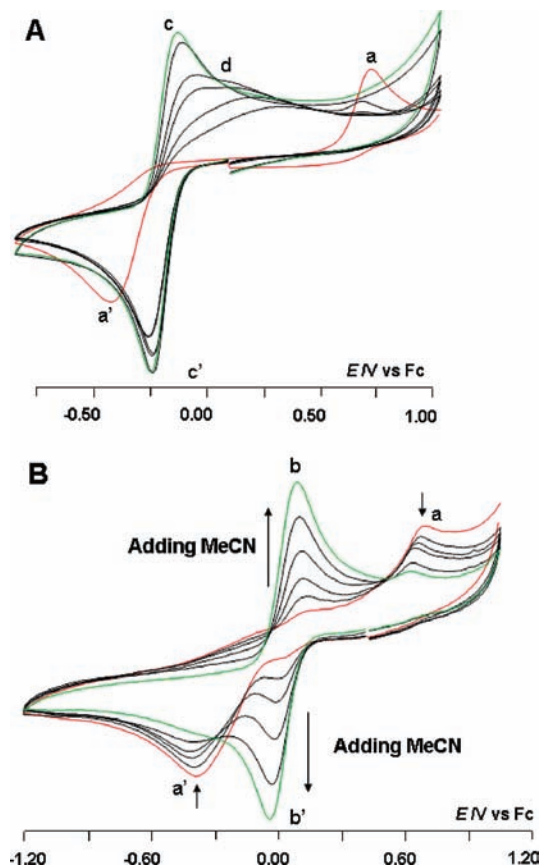 A
c
d
a
a'
c'
E /V vs Fc
-0.50 0.00 0.50 1.00
B
b
a
Adding MeCN
Adding MeCN
a'
b'
E /V vs Fc
-1.20 -0.60 0.00 0.60 1.20